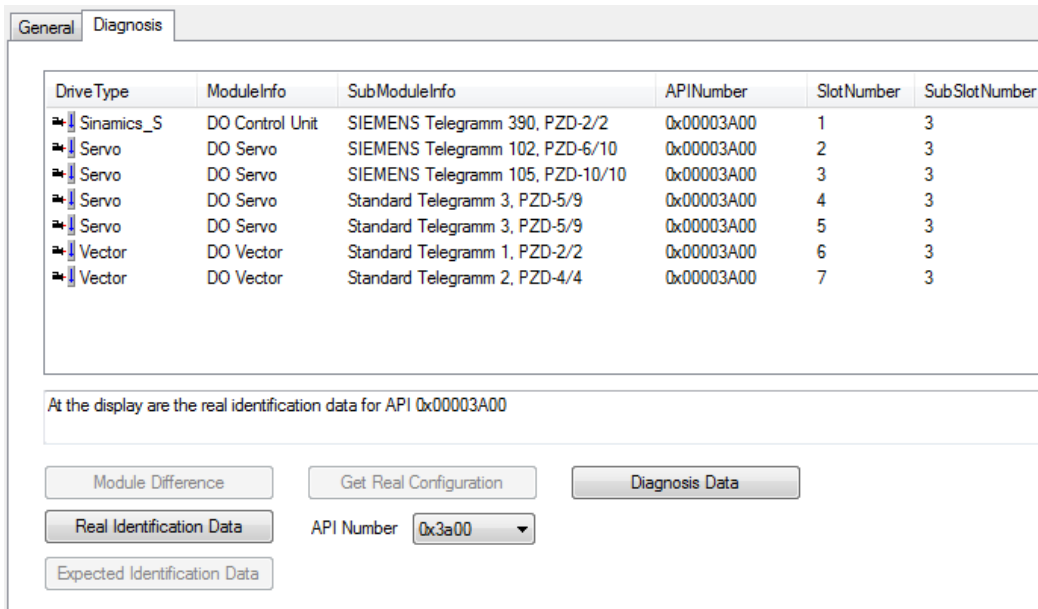 General Diagnosis
DriveType ModuleInfo SubModuleInfo APINumber SlotNumber SubSlotNumber
Sinamics_S DO Control Unit SIEMENS Telegramm 390, PZD-2/2 0x00003A00 1 3
Servo DO Servo SIEMENS Telegramm 102, PZD-6/10 0x00003A00 2 3
Servo DO Servo SIEMENS Telegramm 105, PZD-10/10 0x00003A00 3 3
Servo DO Servo Standard Telegramm 3, PZD-5/9 0x00003A00 4 3
Servo DO Servo Standard Telegramm 3, PZD-5/9 0x00003A00 5 3
Vector DO Vector Standard Telegramm 1, PZD-2/2 0x00003A00 6 3
Vector DO Vector Standard Telegramm 2, PZD-4/4 0x00003A00 7 3
At the display are the real identification data for API 0x00003A00
Module Difference Get Real Configuration Diagnosis Data
Real Identification Data API Number 0x3a00
Expected Identification Data